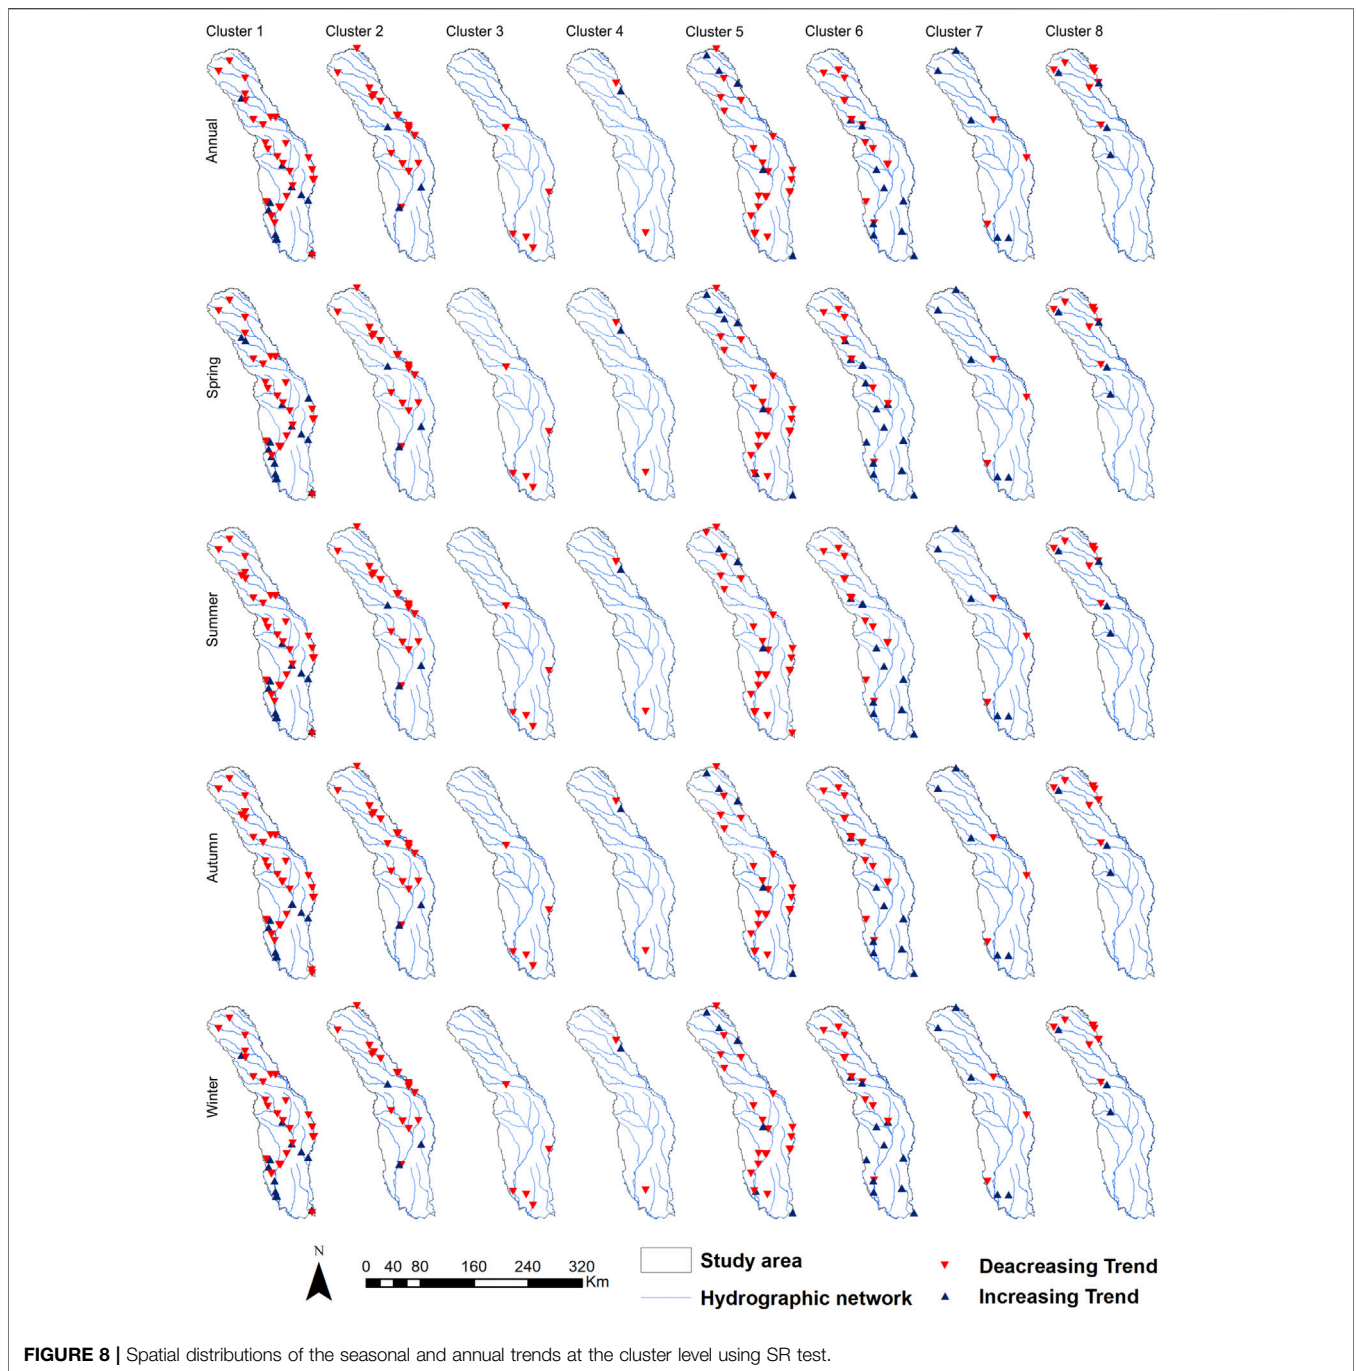 Cluster 1 Cluster 2 Cluster 3 Cluster 4 Cluster 5 Cluster 6 Cluster 7 Cluster 8
Annual
Spring
Summer
Autumn
Winter
N
0 40 80 160 240 320
Km
Study area
Hydrographic network
Deacreasing Trend
Increasing Trend
FIGURE 8 | Spatial distributions of the seasonal and annual trends at the cluster level using SR test.